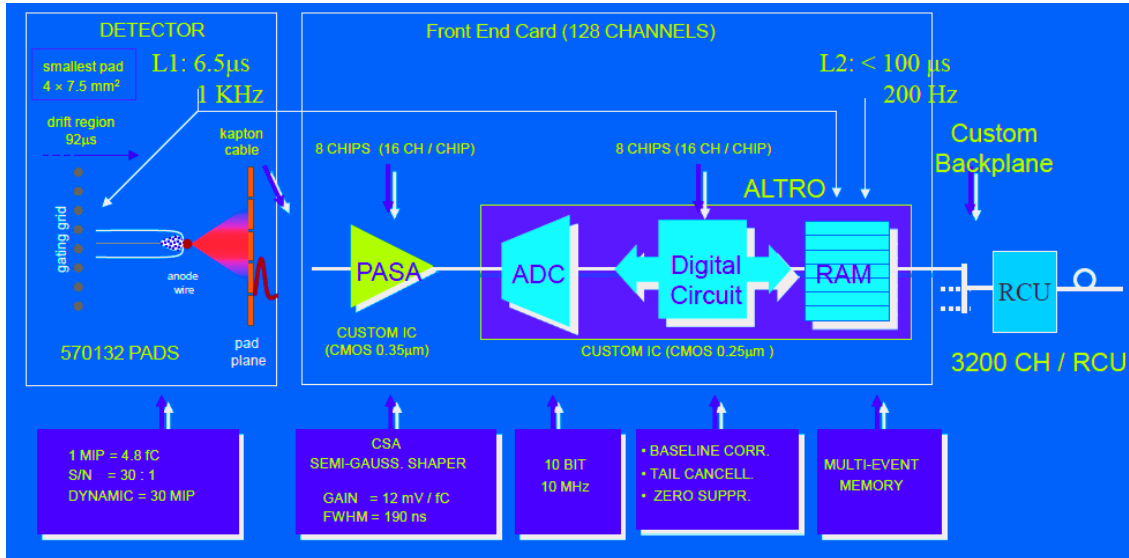 DETECTOR
smallest pad
4 × 7.5 mm²
L1: 6.5µs
1 KHz
drift region
92µs
kapton
cable
gating grid
anode
wire
570132 PADS
pad
plane
Front End Card (128 CHANNELS)
L2: < 100 µs
200 Hz
8 CHIPS (16 CH / CHIP)
8 CHIPS (16 CH / CHIP)
Custom
Backplane
ALTRO
PASA
ADC
Digital
Circuit
RAM
RCU
CUSTOM IC
(CMOS 0.35µm)
CUSTOM IC (CMOS 0.25µm )
3200 CH / RCU
1 MIP = 4.8 fC
S/N = 30 : 1
DYNAMIC = 30 MIP
CSA
SEMI-GAUSS. SHAPER
GAIN = 12 mV / fC
FWHM = 190 ns
10 BIT
10 MHz
• BASELINE CORR.
• TAIL CANCELL.
• ZERO SUPPR.
MULTI-EVENT
MEMORY